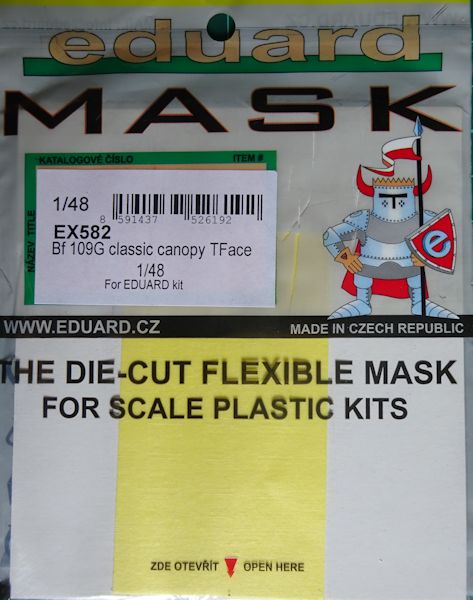 eduard
MASK
KATALOGOVÉ ČÍSLO ITEM #
NÁZEV TITLE
1/48
8 591437 526192
EX582
Bf 109G classic canopy TFace
1/48
For EDUARD kit
e
WWW.EDUARD.CZ MADE IN CZECH REPUBLIC
THE DIE-CUT FLEXIBLE MASK
FOR SCALE PLASTIC KITS
ZDE OTEVŘÍT OPEN HERE